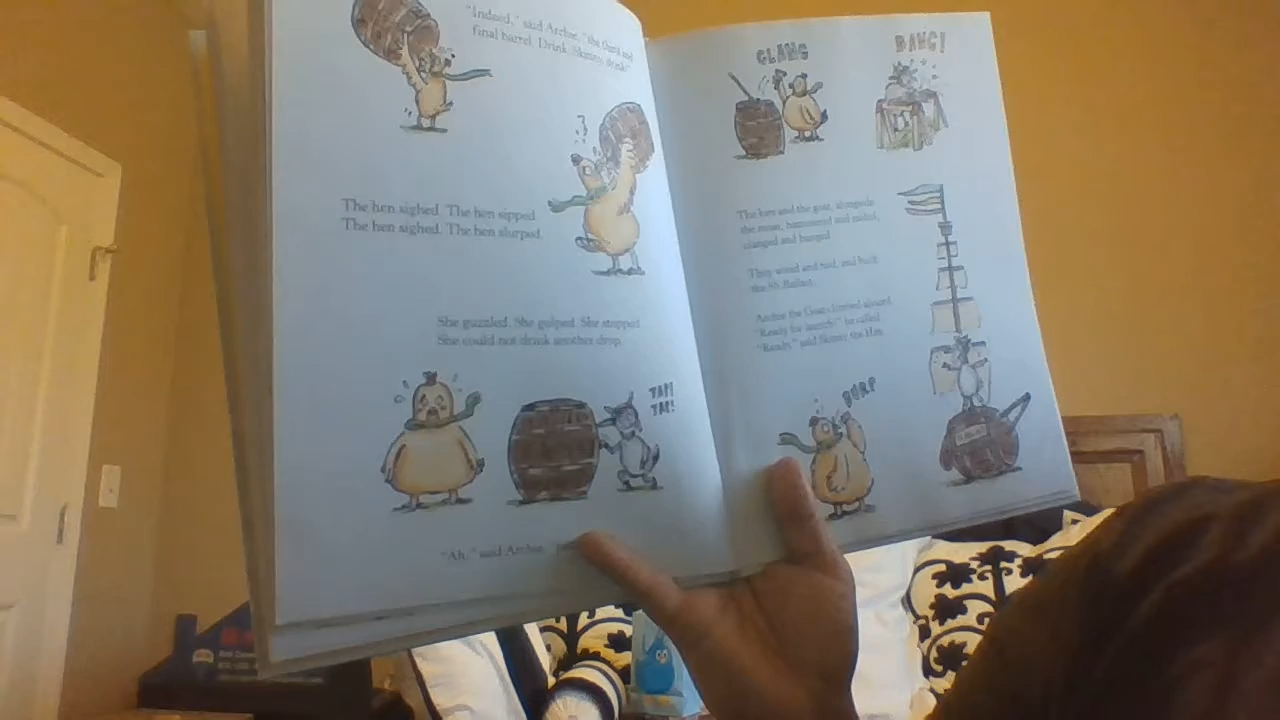 "Indeed," said Archie, "the third and
final barrel. Drink, Skinny, drink!"
The hen sighed. The hen sipped.
The hen sighed. The hen slurped.
She guzzled. She gulped. She stopped.
She could not drink another drop.
TAP!
TAP!
"Ah," said Archie.
CLANG
BANG!
The hen and the goat, alongside
the moat, hammered and nailed,
clanged and banged.
They wired and tied, and built
the SS Ballast.
Archie the Goat climbed aboard.
"Ready for launch!" he called.
"Ready," said Skinny the Hen.
BURP